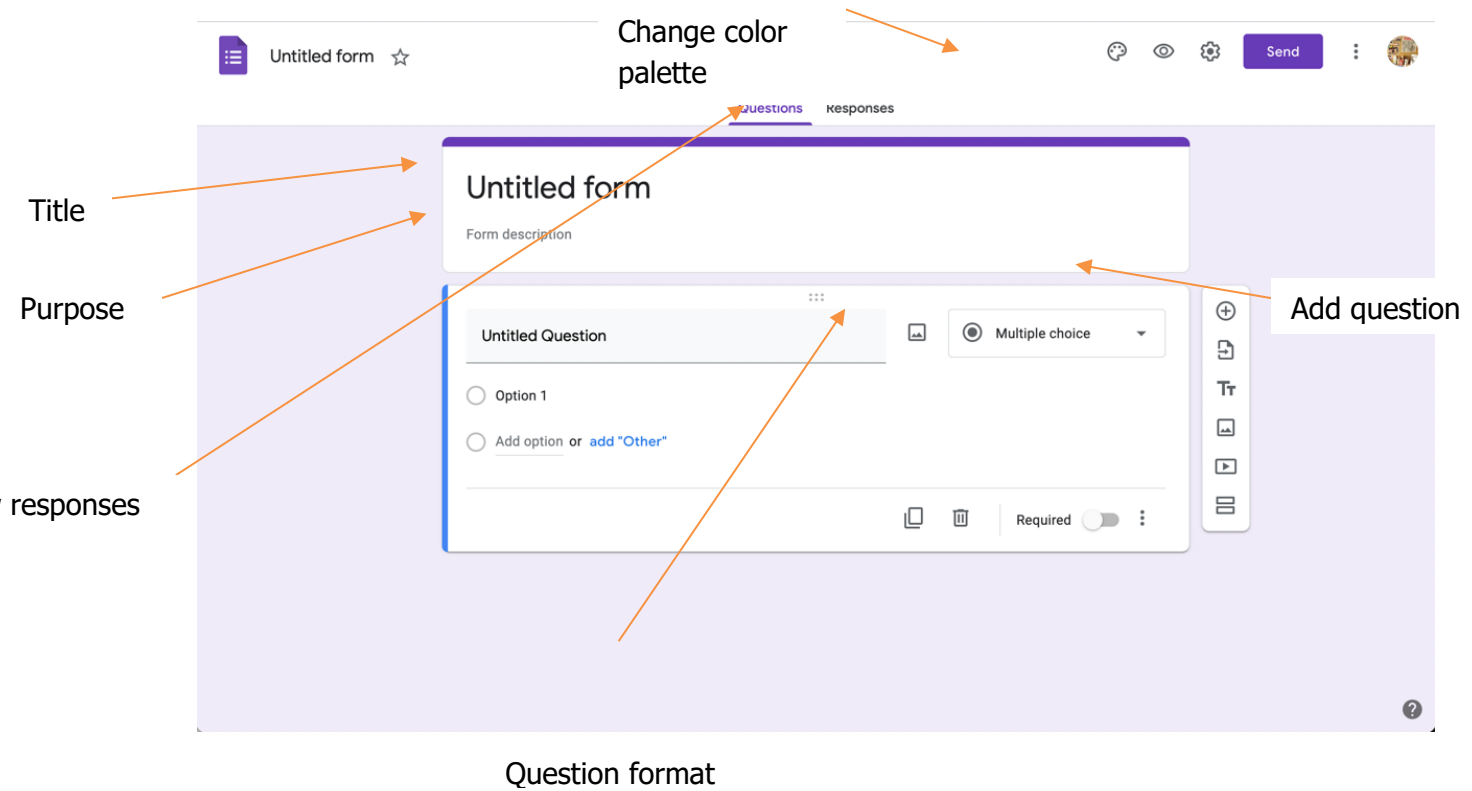 Change color
palette
Untitled form
Send
Questions Responses
Title
Untitled form
Form description
Purpose
Add question
Untitled Question
Multiple choice
Option 1
Tт
Add option or add "Other"
responses
Required
Question format